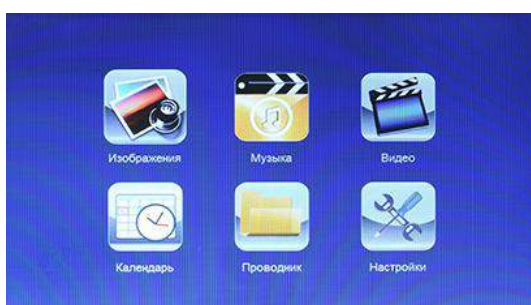 Изображения
Музыка
Видео
Календарь
Проводник
Настройки